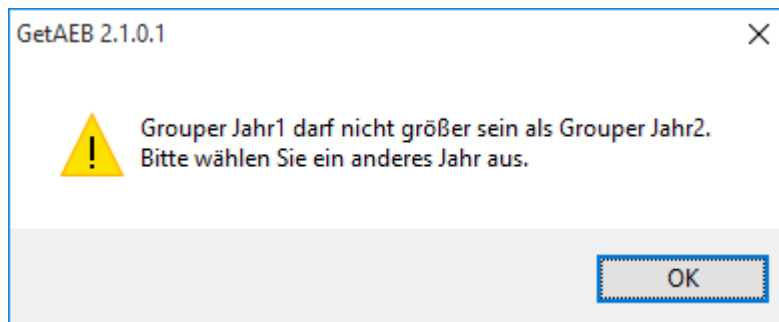 GetAEB 2.1.0.1
Grouper Jahr1 darf nicht größer sein als Grouper Jahr2.
Bitte wählen Sie ein anderes Jahr aus.
OK